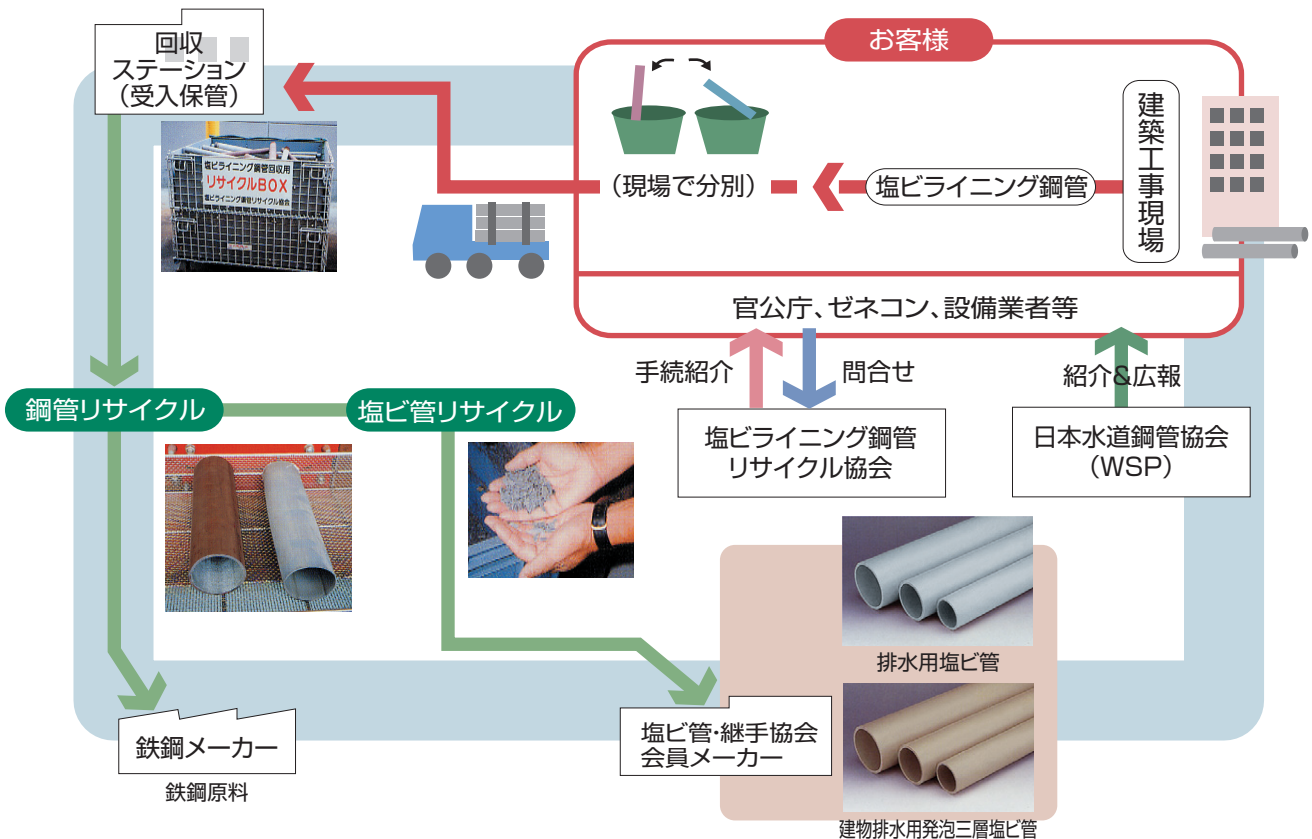 お客様
回収
ステーション
（受入保管）
塩ビライニング鋼管回収用
リサイクルBOX
塩ビライニング鋼管リサイクル協会
（現場で分別）
塩ビライニング鋼管
建築工事現場
官公庁、ゼネコン、設備業者等
手続紹介
問合せ
紹介&広報
塩ビライニング鋼管
リサイクル協会
日本水道鋼管協会
（WSP）
鋼管リサイクル
塩ビ管リサイクル
排水用塩ビ管
塩ビ管・継手協会
会員メーカー
建物排水用発泡三層塩ビ管
鉄鋼メーカー
鉄鋼原料